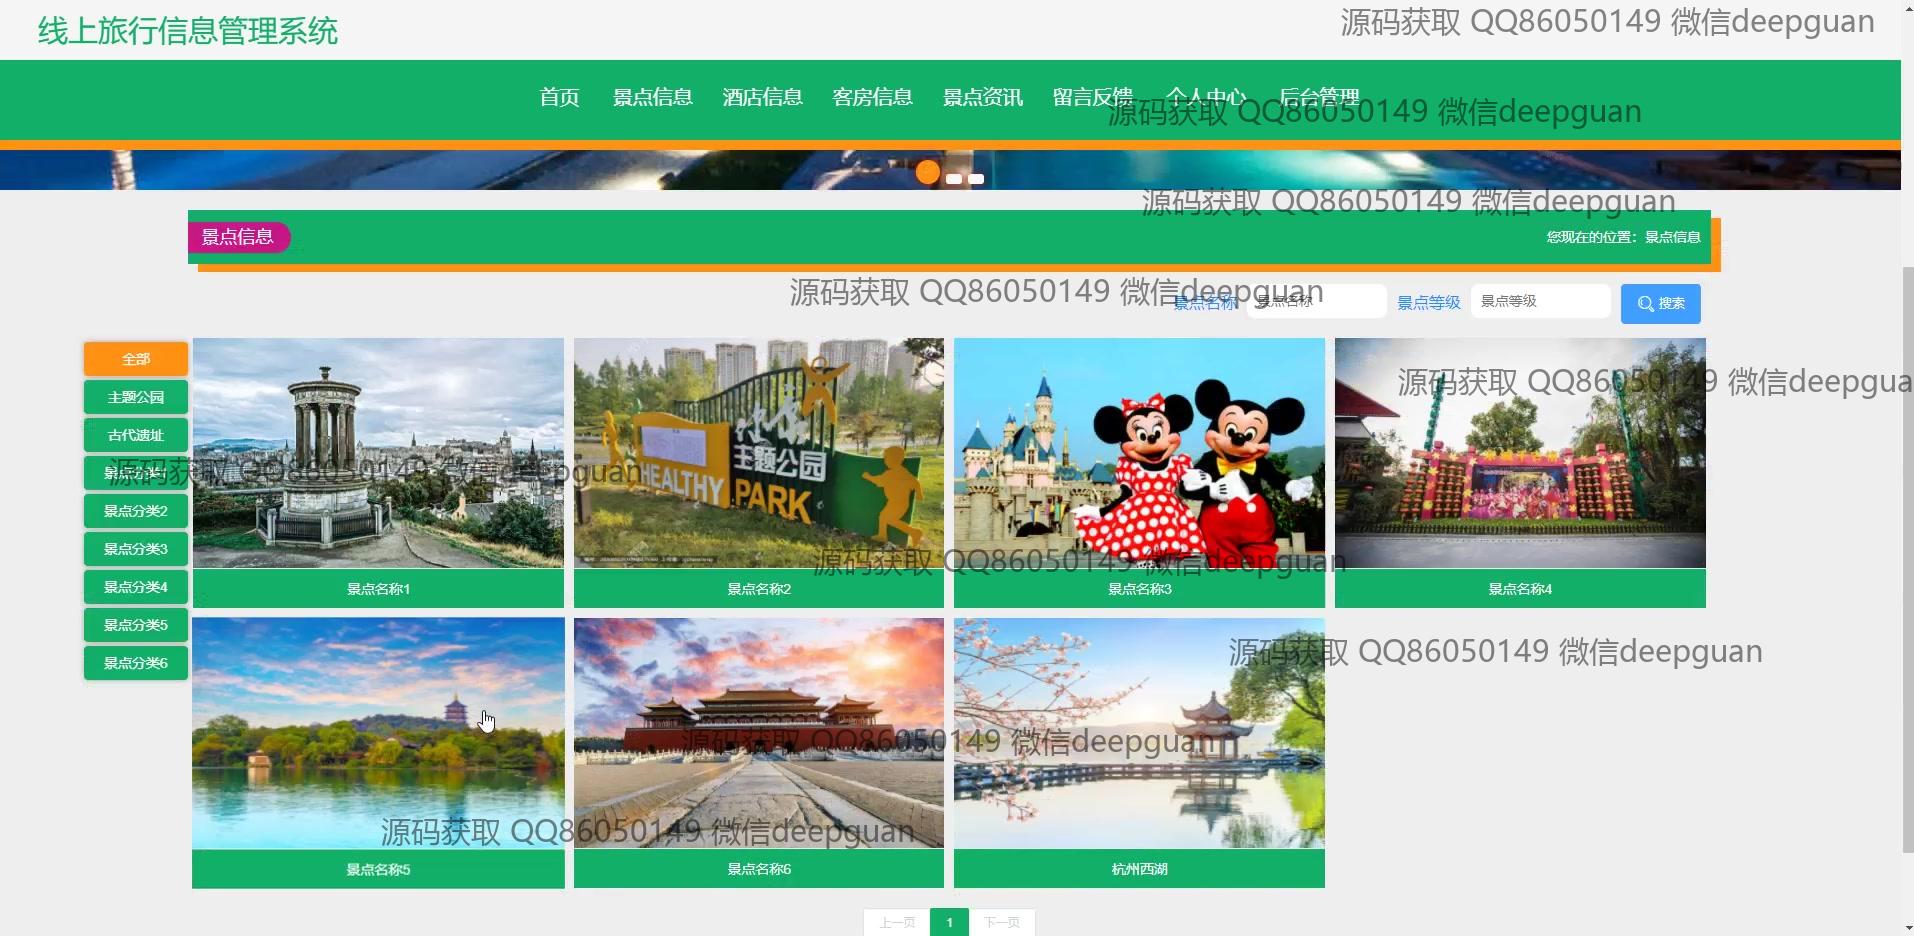 线上旅行信息管理系统
源码获取 QQ86050149 微信deepguan
首页 景点信息 酒店信息 客房信息 景点资讯 留言反馈 个人中心 后台管理
源码获取 QQ86050149 微信deepguan
源码获取 QQ86050149 微信deepguan
景点信息
您现在的位置：景点信息
源码获取 QQ86050149 微信deepguan
景点名称 景点名称 景点等级 景点等级 搜索
全部
主题公园
古代遗址
景点分类1
景点分类2
景点分类3
景点分类4
景点分类5
景点分类6
源码获取 QQ86050149 微信deepgua
源码获取 QQ86050149 微信deepguan
健康
主题公园
HEALTHY PARK
源码获取 QQ86050149 微信deepguan
景点名称1 景点名称2 景点名称3 景点名称4
源码获取 QQ86050149 微信deepguan
源码获取 QQ86050149 微信deepguan
源码获取 QQ86050149 微信deepguan
景点名称5 景点名称6 杭州西湖
上一页 1 下一页